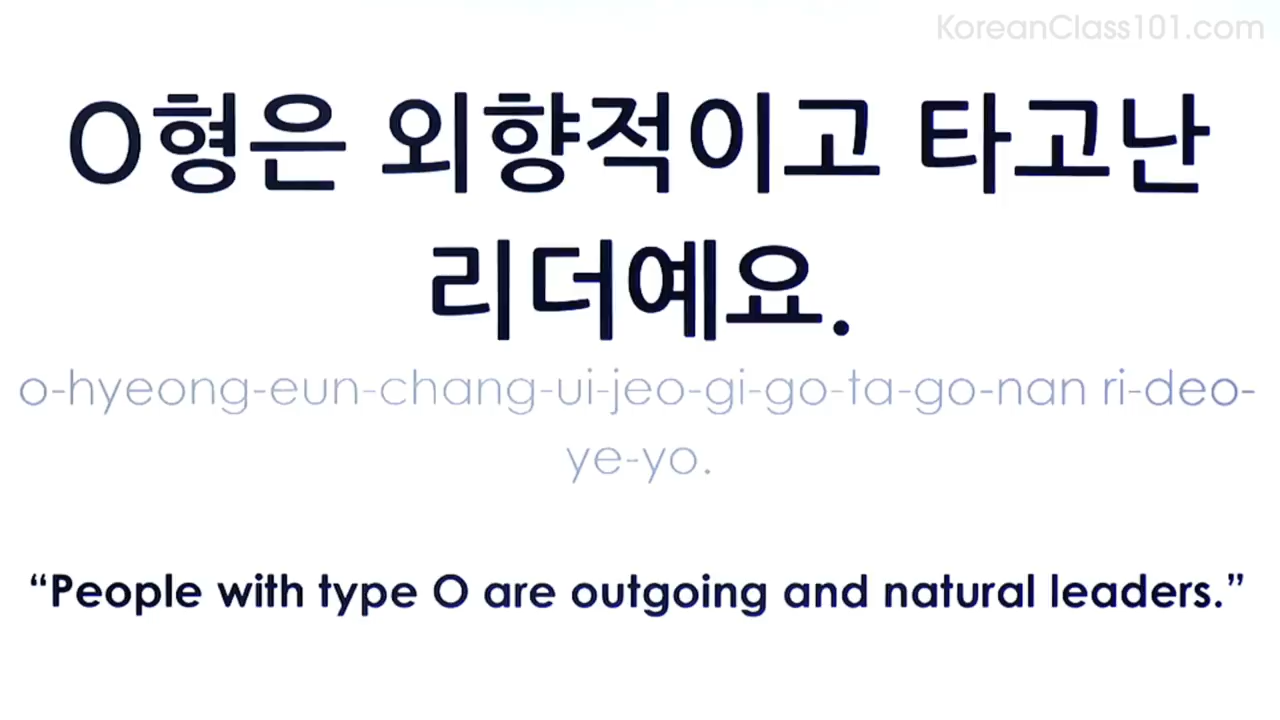 KoreanClass101.com
O형은 외향적이고 타고난
리더예요.
o-hyeong-eun-chang-ui-jeo-gi-go-ta-go-nan ri-deo-
ye-yo.
“People with type O are outgoing and natural leaders.”